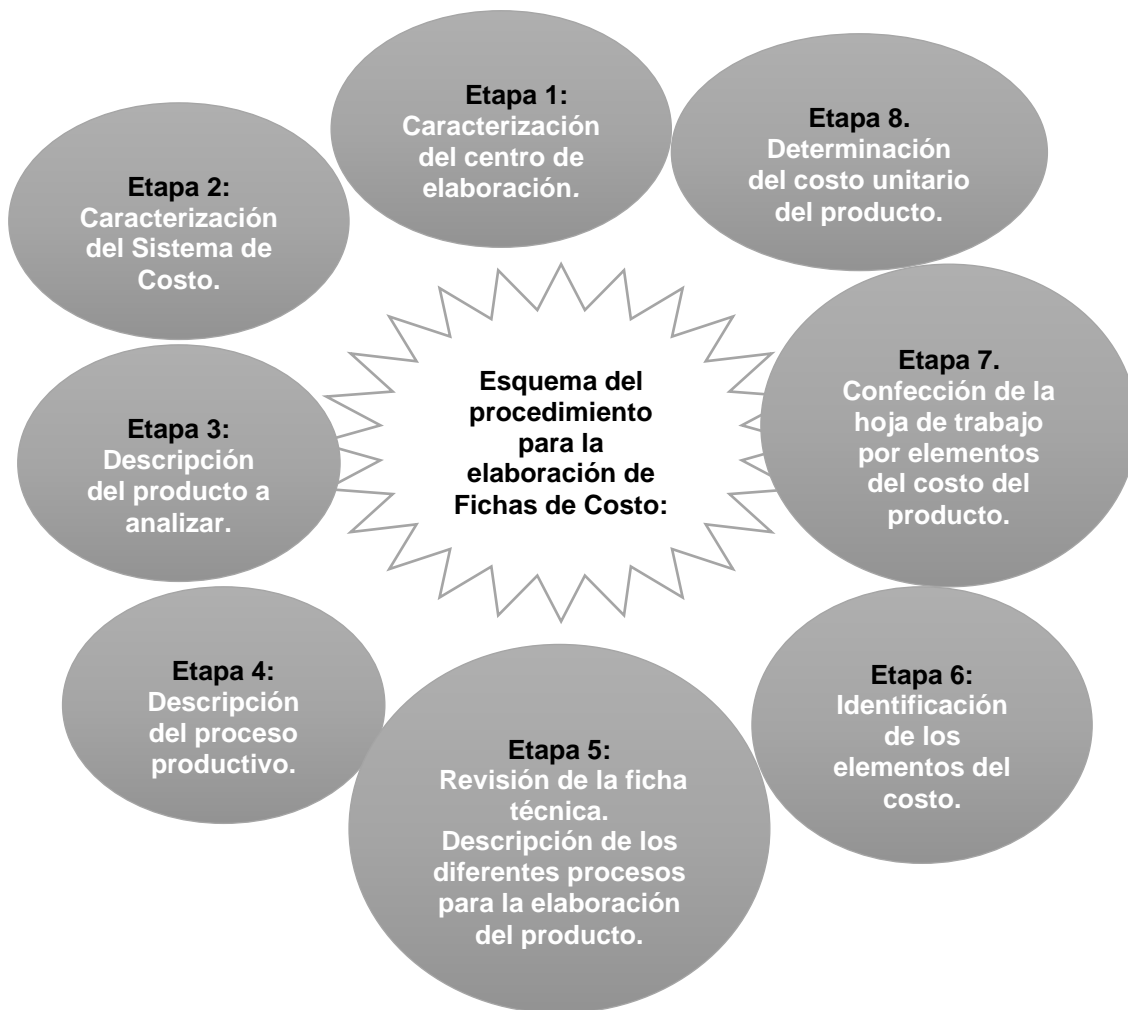 Etapa 1:
Caracterización
del centro de
elaboración.
Etapa 2:
Caracterización
del Sistema de
Costo.
Etapa 3:
Descripción
del producto a
analizar.
Etapa 4:
Descripción
del proceso
productivo.
Etapa 5:
Revisión de la ficha
técnica.
Descripción de los
diferentes procesos
para la elaboración
del producto.
Etapa 6:
Identificación
de los
elementos del
costo.
Etapa 7.
Confección de la
hoja de trabajo
por elementos
del costo del
producto.
Etapa 8.
Determinación
del costo unitario
del producto.
Esquema del
procedimiento
para la
elaboración de
Fichas de Costo: